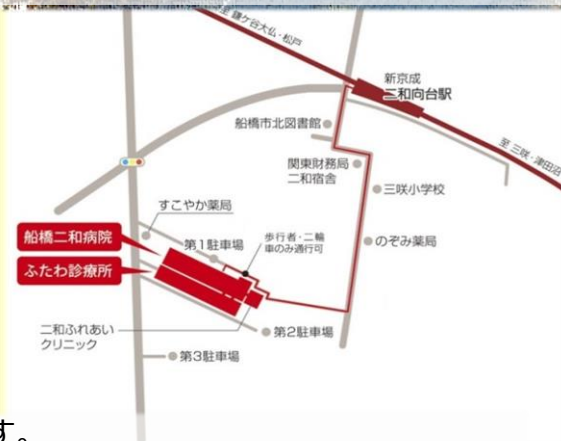 至 鎌ケ谷大仏・松戸
新京成
二和向台駅
船橋市北図書館
至 三咲・津田沼
関東財務局
二和宿舎
三咲小学校
すこやか薬局
船橋二和病院
第1駐車場
歩行者・二輪
車のみ通行可
のぞみ薬局
ふたわ診療所
二和ふれあい
クリニック
第2駐車場
第3駐車場
す。